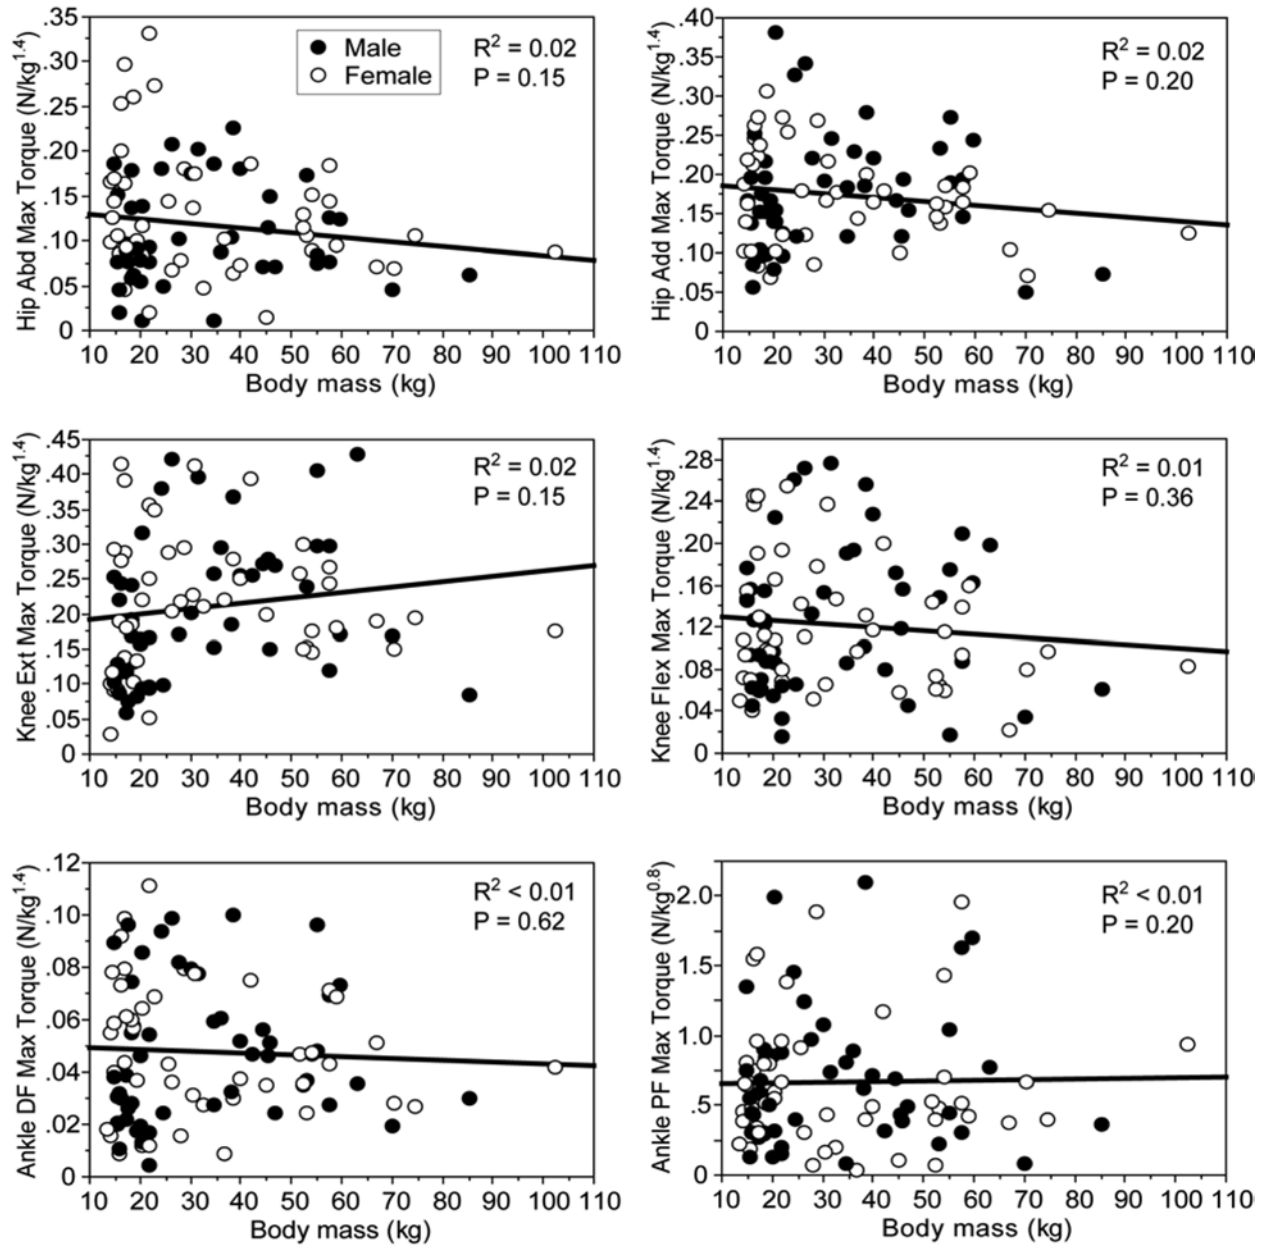 Hip Abd Max Torque (N/kg^1.4)
.35
.30
.25
.20
.15
.10
.05
0
Male
Female
R² = 0.02
P = 0.15
10 20 30 40 50 60 70 80 90 100 110
Body mass (kg)
Hip Add Max Torque (N/kg^1.4)
.40
.35
.30
.25
.20
.15
.10
.05
0
R² = 0.02
P = 0.20
10 20 30 40 50 60 70 80 90 100 110
Body mass (kg)
Knee Ext Max Torque (N/kg^1.4)
.45
.40
.35
.30
.25
.20
.15
.10
.05
0
R² = 0.02
P = 0.15
10 20 30 40 50 60 70 80 90 100 110
Body mass (kg)
Knee Flex Max Torque (N/kg^1.4)
.28
.24
.20
.16
.12
.08
.04
0
R² = 0.01
P = 0.36
10 20 30 40 50 60 70 80 90 100 110
Body mass (kg)
Ankle DF Max Torque (N/kg^1.4)
.12
.10
.08
.06
.04
.02
0
R² < 0.01
P = 0.62
10 20 30 40 50 60 70 80 90 100 110
Body mass (kg)
Ankle PF Max Torque (N/kg^0.8)
2.0
1.5
1.0
.5
0
R² < 0.01
P = 0.20
10 20 30 40 50 60 70 80 90 100 110
Body mass (kg)